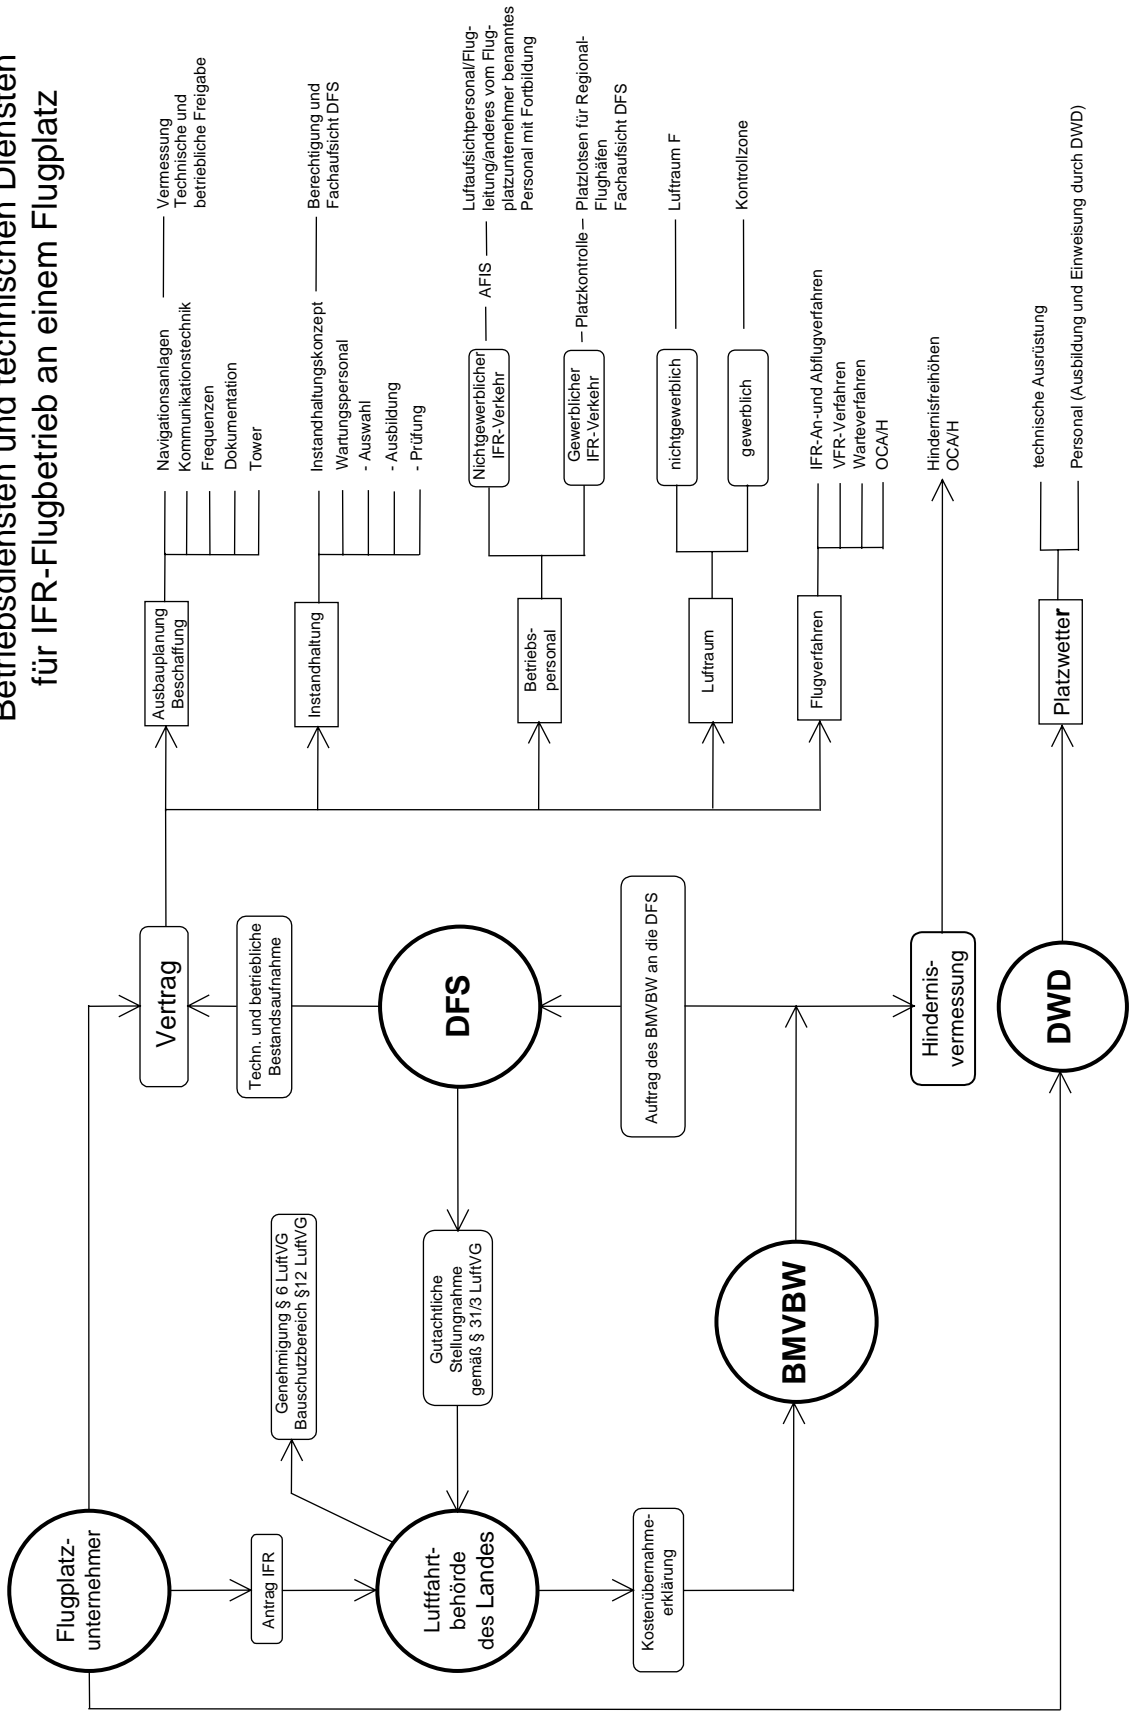 Betriebsdiensten und technischen Diensten
für IFR-Flugbetrieb an einem Flugplatz
Flugplatz-
unternehmer
Antrag IFR
Luftfahrt-
behörde
des Landes
Kostenübernahme-
erklärung
Genehmigung § 6 LuftVG
Bauschutzbereich §12 LuftVG
Gutachtliche
Stellungnahme
gemäß § 31/3 LuftVG
BMVBW
Vertrag
Techn. und betriebliche
Bestandsaufnahme
DFS
Auftrag des BMVBW an die DFS
Hindernis-
vermessung
DWD
Ausbauplanung
Beschaffung
Navigationsanlagen
Kommunikationstechnik
Frequenzen
Dokumentation
Tower
Vermessung
Technische und
betriebliche Freigabe
Instandhaltung
Instandhaltungskonzept
Wartungspersonal
- Auswahl
- Ausbildung
- Prüfung
Berechtigung und
Fachaufsicht DFS
Betriebs-
personal
Nichtgewerblicher
IFR-Verkehr
AFIS
Luftaufsichtpersonal/Flug-
leitung/anderes vom Flug-
platzunternehmer benanntes
Personal mit Fortbildung
Gewerblicher
IFR-Verkehr
Platzkontrolle
Platzlotsen für Regional-
Flughäfen
Fachaufsicht DFS
Luftraum
nichtgewerblich
Luftraum F
gewerblich
Kontrollzone
Flugverfahren
IFR-An-und Abflugverfahren
VFR-Verfahren
Warteverfahren
OCA/H
Hindernisfreihöhen
OCA/H
Platzwetter
technische Ausrüstung
Personal (Ausbildung und Einweisung durch DWD)